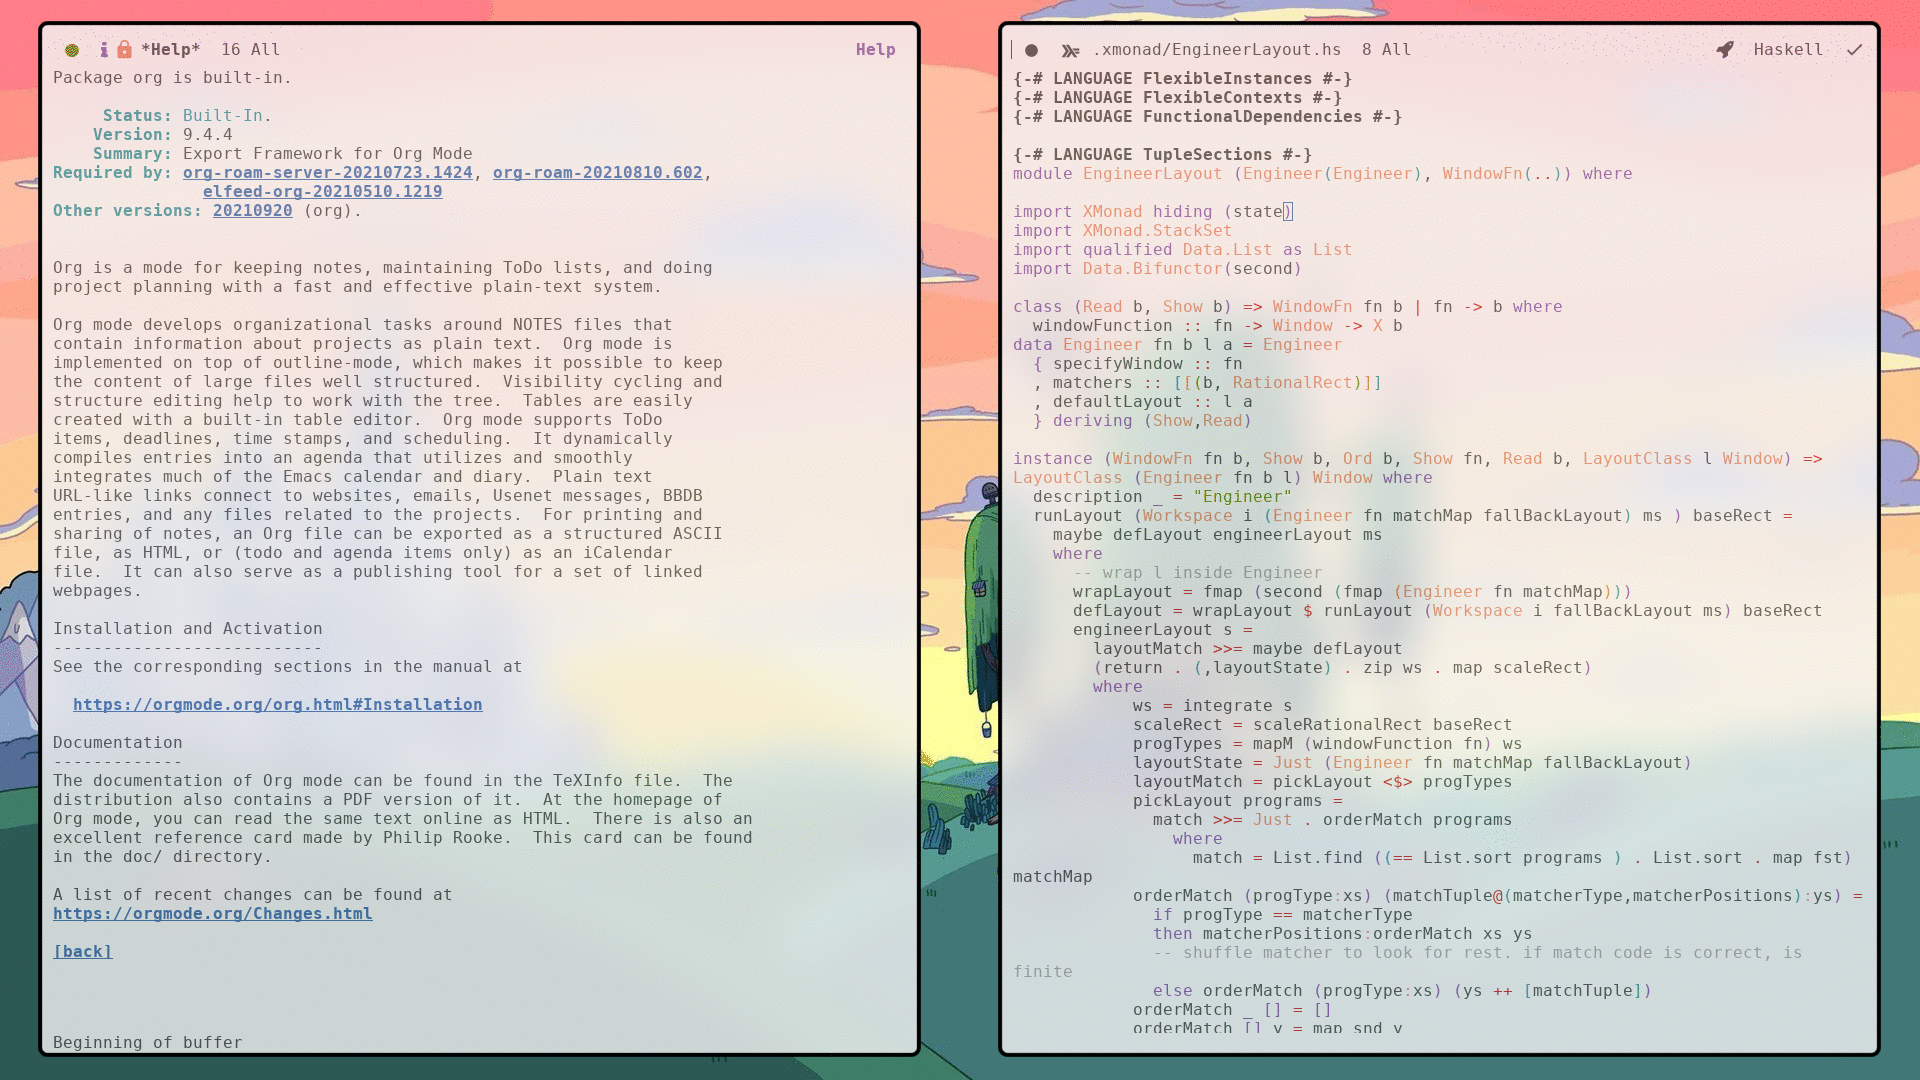 *Help* 16 All Help
Package org is built-in.
Status: Built-In.
Version: 9.4.4
Summary: Export Framework for Org Mode
Required by: org-roam-server-20210723.1424, org-roam-20210810.602,
elfeed-org-20210510.1219
Other versions: 20210920 (org).
Org is a mode for keeping notes, maintaining ToDo lists, and doing
project planning with a fast and effective plain-text system.
Org mode develops organizational tasks around NOTES files that
contain information about projects as plain text.  Org mode is
implemented on top of outline-mode, which makes it possible to keep
the content of large files well structured.  Visibility cycling and
structure editing help to work with the tree.  Tables are easily
created with a built-in table editor.  Org mode supports ToDo
items, deadlines, time stamps, and scheduling.  It dynamically
compiles entries into an agenda that utilizes and smoothly
integrates much of the Emacs calendar and diary.  Plain text
URL-like links connect to websites, emails, Usenet messages, BBDB
entries, and any files related to the projects.  For printing and
sharing of notes, an Org file can be exported as a structured ASCII
file, as HTML, or (todo and agenda items only) as an iCalendar
file.  It can also serve as a publishing tool for a set of linked
webpages.
Installation and Activation
---------------------------
See the corresponding sections in the manual at
https://orgmode.org/org.html#Installation
Documentation
-------------
The documentation of Org mode can be found in the TeXInfo file.  The
distribution also contains a PDF version of it.  At the homepage of
Org mode, you can read the same text online as HTML.  There is also an
excellent reference card made by Philip Rooke.  This card can be found
in the doc/ directory.
A list of recent changes can be found at
https://orgmode.org/Changes.html
[back]
Beginning of buffer
.xmonad/EngineerLayout.hs 8 All Haskell
{-# LANGUAGE FlexibleInstances #-}
{-# LANGUAGE FlexibleContexts #-}
{-# LANGUAGE FunctionalDependencies #-}
{-# LANGUAGE TupleSections #-}
module EngineerLayout (Engineer(Engineer), WindowFn(..)) where
import XMonad hiding (state)
import XMonad.StackSet
import qualified Data.List as List
import Data.Bifunctor(second)
class (Read b, Show b) => WindowFn fn b | fn -> b where
windowFunction :: fn -> Window -> X b
data Engineer fn b l a = Engineer
{ specifyWindow :: fn
, matchers :: [[(b, RationalRect)]]
, defaultLayout :: l a
} deriving (Show,Read)
instance (WindowFn fn b, Show b, Ord b, Show fn, Read b, LayoutClass l Window) =>
LayoutClass (Engineer fn b l) Window where
description _ = "Engineer"
runLayout (Workspace i (Engineer fn matchMap fallBackLayout) ms ) baseRect =
maybe defLayout engineerLayout ms
where
-- wrap l inside Engineer
wrapLayout = fmap (second (fmap (Engineer fn matchMap)))
defLayout = wrapLayout $ runLayout (Workspace i fallBackLayout ms) baseRect
engineerLayout s =
layoutMatch >>= maybe defLayout
(return . (,layoutState) . zip ws . map scaleRect)
where
ws = integrate s
scaleRect = scaleRationalRect baseRect
progTypes = mapM (windowFunction fn) ws
layoutState = Just (Engineer fn matchMap fallBackLayout)
layoutMatch = pickLayout <$> progTypes
pickLayout programs =
match >>= Just . orderMatch programs
where
match = List.find ((== List.sort programs ) . List.sort . map fst)
matchMap
orderMatch (progType:xs) (matchTuple@(matcherType,matcherPositions):ys) =
if progType == matcherType
then matcherPositions:orderMatch xs ys
-- shuffle matcher to look for rest. if match code is correct, is
finite
else orderMatch (progType:xs) (ys ++ [matchTuple])
orderMatch _ [] = []
orderMatch [] y = map snd y